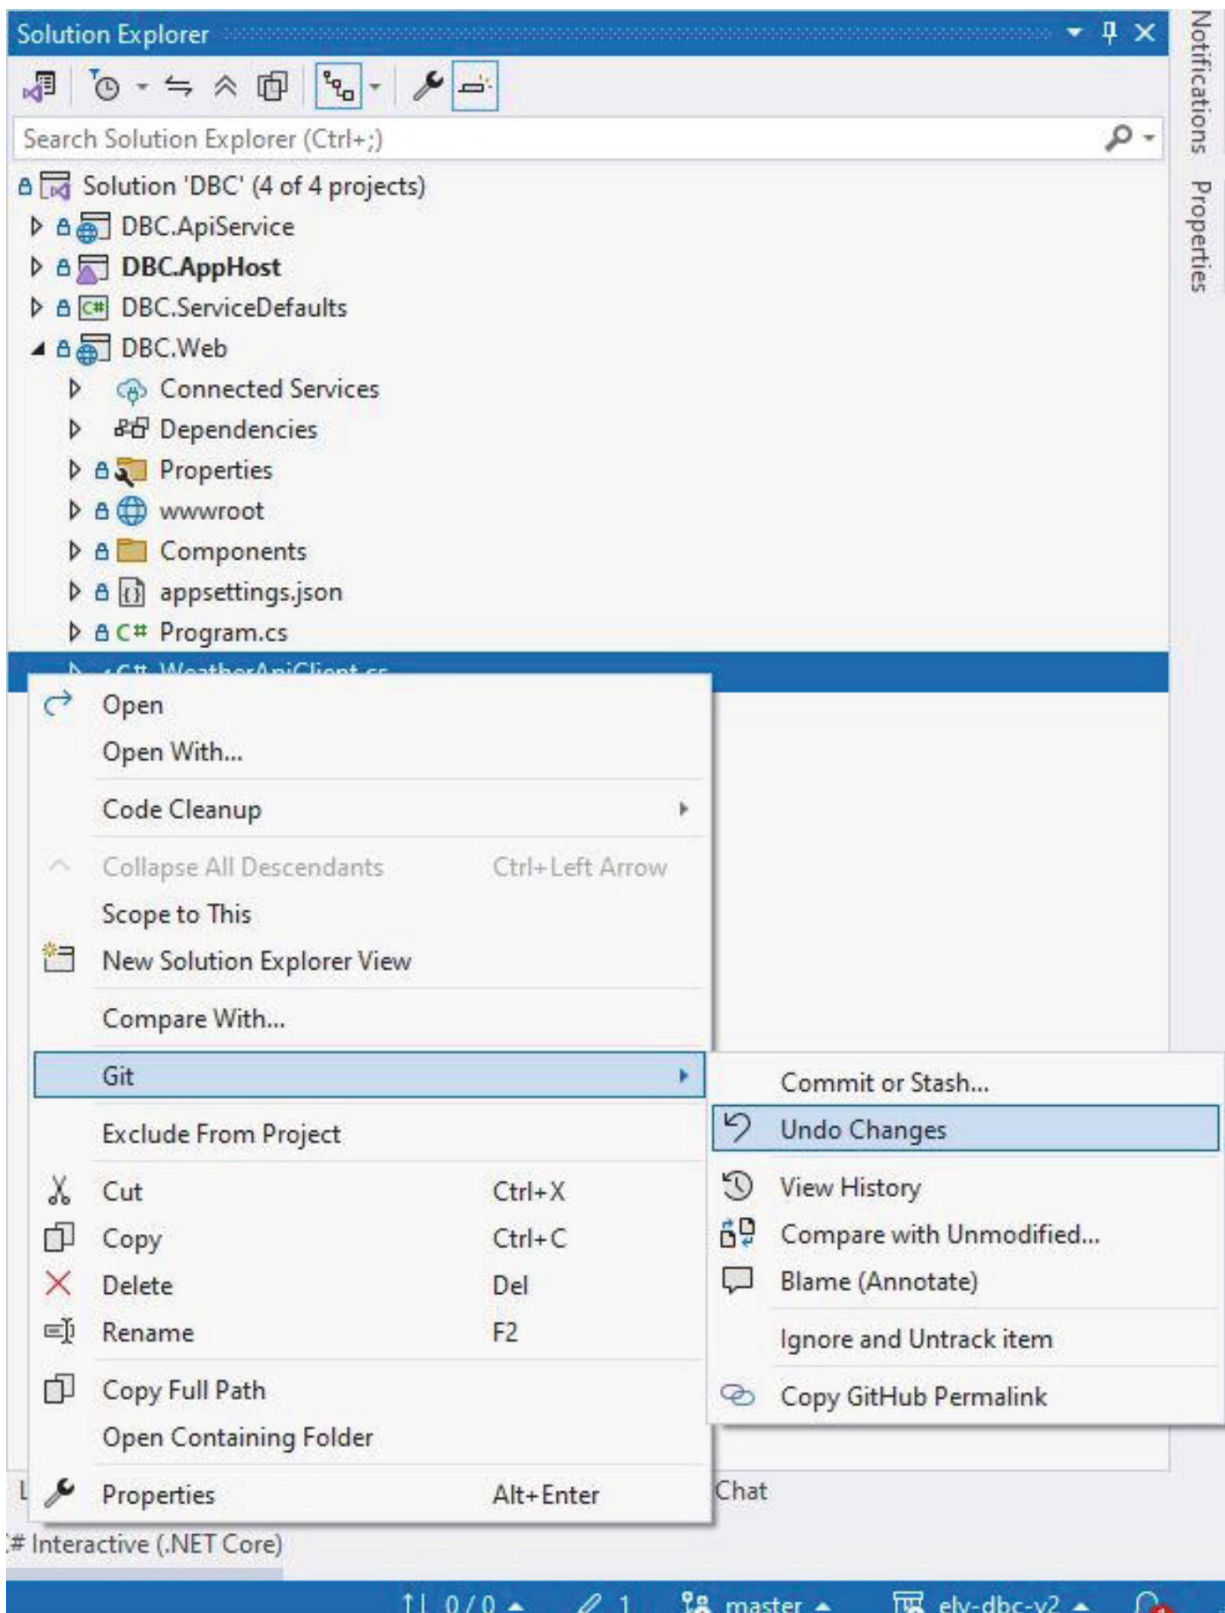 Solution Explorer
Search Solution Explorer (Ctrl+;)
Solution 'DBC' (4 of 4 projects)
DBC.ApiService
DBC.AppHost
C# DBC.ServiceDefaults
DBC.Web
Connected Services
Dependencies
Properties
wwwroot
Components
appsettings.json
C# Program.cs
C# WeatherApiClient.cs
Open
Open With...
Code Cleanup
Collapse All Descendants Ctrl+Left Arrow
Scope to This
New Solution Explorer View
Compare With...
Git
Exclude From Project
Cut Ctrl+X
Copy Ctrl+C
Delete Del
Rename F2
Copy Full Path
Open Containing Folder
Properties Alt+Enter
Commit or Stash...
Undo Changes
View History
Compare with Unmodified...
Blame (Annotate)
Ignore and Untrack item
Copy GitHub Permalink
Chat
# Interactive (.NET Core)
0 / 0 1 master ely-dbc-v2
Notifications
Properties